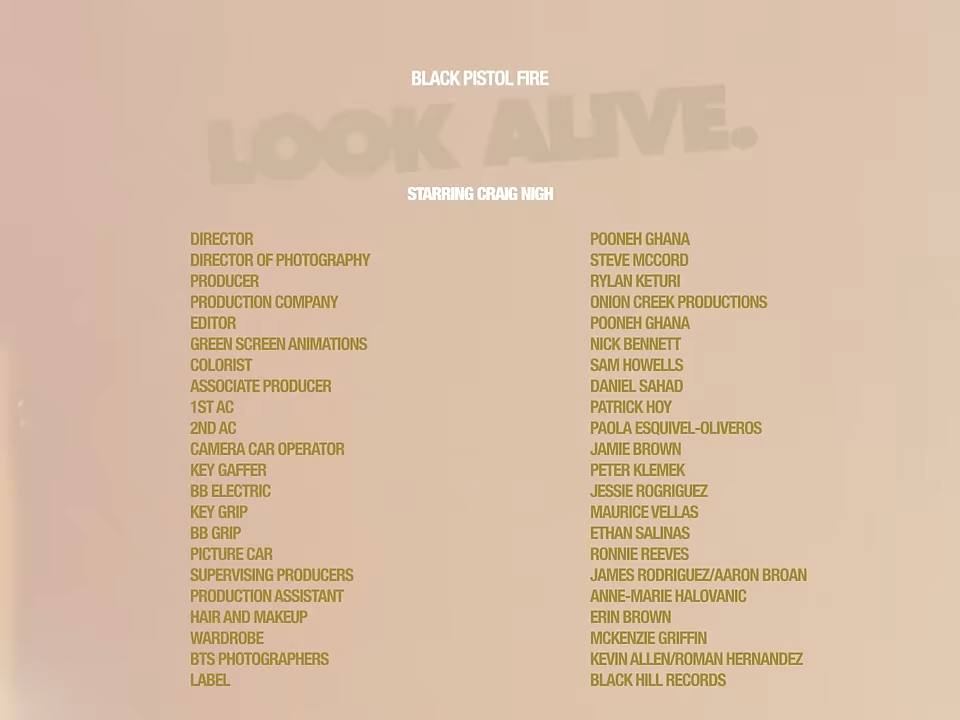 BLACK PISTOL FIRE
LOOK ALIVE.
STARRING CRAIG NIGH
DIRECTOR POONEH GHANA
DIRECTOR OF PHOTOGRAPHY STEVE MCCORD
PRODUCER RYLAN KETURI
PRODUCTION COMPANY ONION CREEK PRODUCTIONS
EDITOR POONEH GHANA
GREEN SCREEN ANIMATIONS NICK BENNETT
COLORIST SAM HOWELLS
ASSOCIATE PRODUCER DANIEL SAHAD
1ST AC PATRICK HOY
2ND AC PAOLA ESQUIVEL-OLIVEROS
CAMERA CAR OPERATOR JAMIE BROWN
KEY GAFFER PETER KLEMEK
BB ELECTRIC JESSIE ROGRIGUEZ
KEY GRIP MAURICE VELLAS
BB GRIP ETHAN SALINAS
PICTURE CAR RONNIE REEVES
SUPERVISING PRODUCERS JAMES RODRIGUEZ/AARON BROAN
PRODUCTION ASSISTANT ANNE-MARIE HALOVANIC
HAIR AND MAKEUP ERIN BROWN
WARDROBE MCKENZIE GRIFFIN
BTS PHOTOGRAPHERS KEVIN ALLEN/ROMAN HERNANDEZ
LABEL BLACK HILL RECORDS